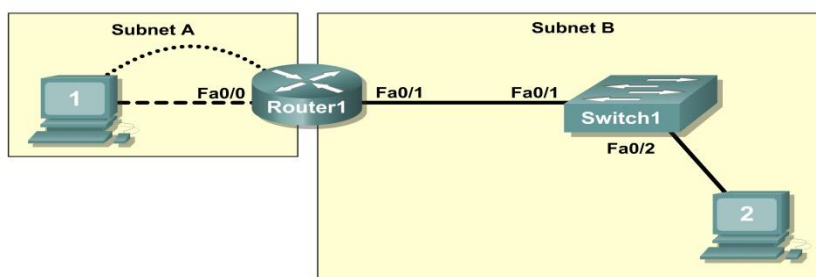 Subnet A
Subnet B
1
Fa0/0
Router1
Fa0/1
Fa0/1
Switch1
Fa0/2
2